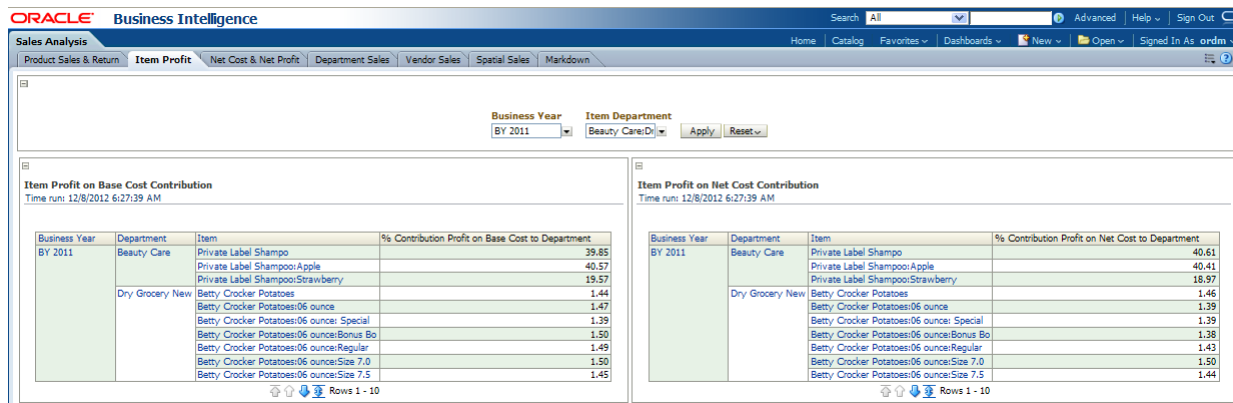 ORACLE Business Intelligence Search All Advanced Help Sign Out
Sales Analysis Home Catalog Favorites Dashboards New Open Signed In As ordm
Product Sales & Return Item Profit Net Cost & Net Profit Department Sales Vendor Sales Spatial Sales Markdown
Business Year Item Department
BY 2011 Beauty Care;Dr Apply Reset
Item Profit on Base Cost Contribution
Time run: 12/8/2012 6:27:39 AM
Business Year Department Item % Contribution Profit on Base Cost to Department
BY 2011 Beauty Care Private Label Shampo 39.85
Private Label Shampoo:Apple 40.57
Private Label Shampoo:Strawberry 19.57
Dry Grocery New Betty Crocker Potatoes 1.44
Betty Crocker Potatoes:06 ounce 1.47
Betty Crocker Potatoes:06 ounce: Special 1.39
Betty Crocker Potatoes:06 ounce:Bonus Bo 1.50
Betty Crocker Potatoes:06 ounce:Regular 1.49
Betty Crocker Potatoes:06 ounce:Size 7.0 1.50
Betty Crocker Potatoes:06 ounce:Size 7.5 1.45
Rows 1 - 10
Item Profit on Net Cost Contribution
Time run: 12/8/2012 6:27:39 AM
Business Year Department Item % Contribution Profit on Net Cost to Department
BY 2011 Beauty Care Private Label Shampo 40.61
Private Label Shampoo:Apple 40.41
Private Label Shampoo:Strawberry 18.97
Dry Grocery New Betty Crocker Potatoes 1.46
Betty Crocker Potatoes:06 ounce 1.39
Betty Crocker Potatoes:06 ounce: Special 1.39
Betty Crocker Potatoes:06 ounce:Bonus Bo 1.38
Betty Crocker Potatoes:06 ounce:Regular 1.43
Betty Crocker Potatoes:06 ounce:Size 7.0 1.50
Betty Crocker Potatoes:06 ounce:Size 7.5 1.44
Rows 1 - 10